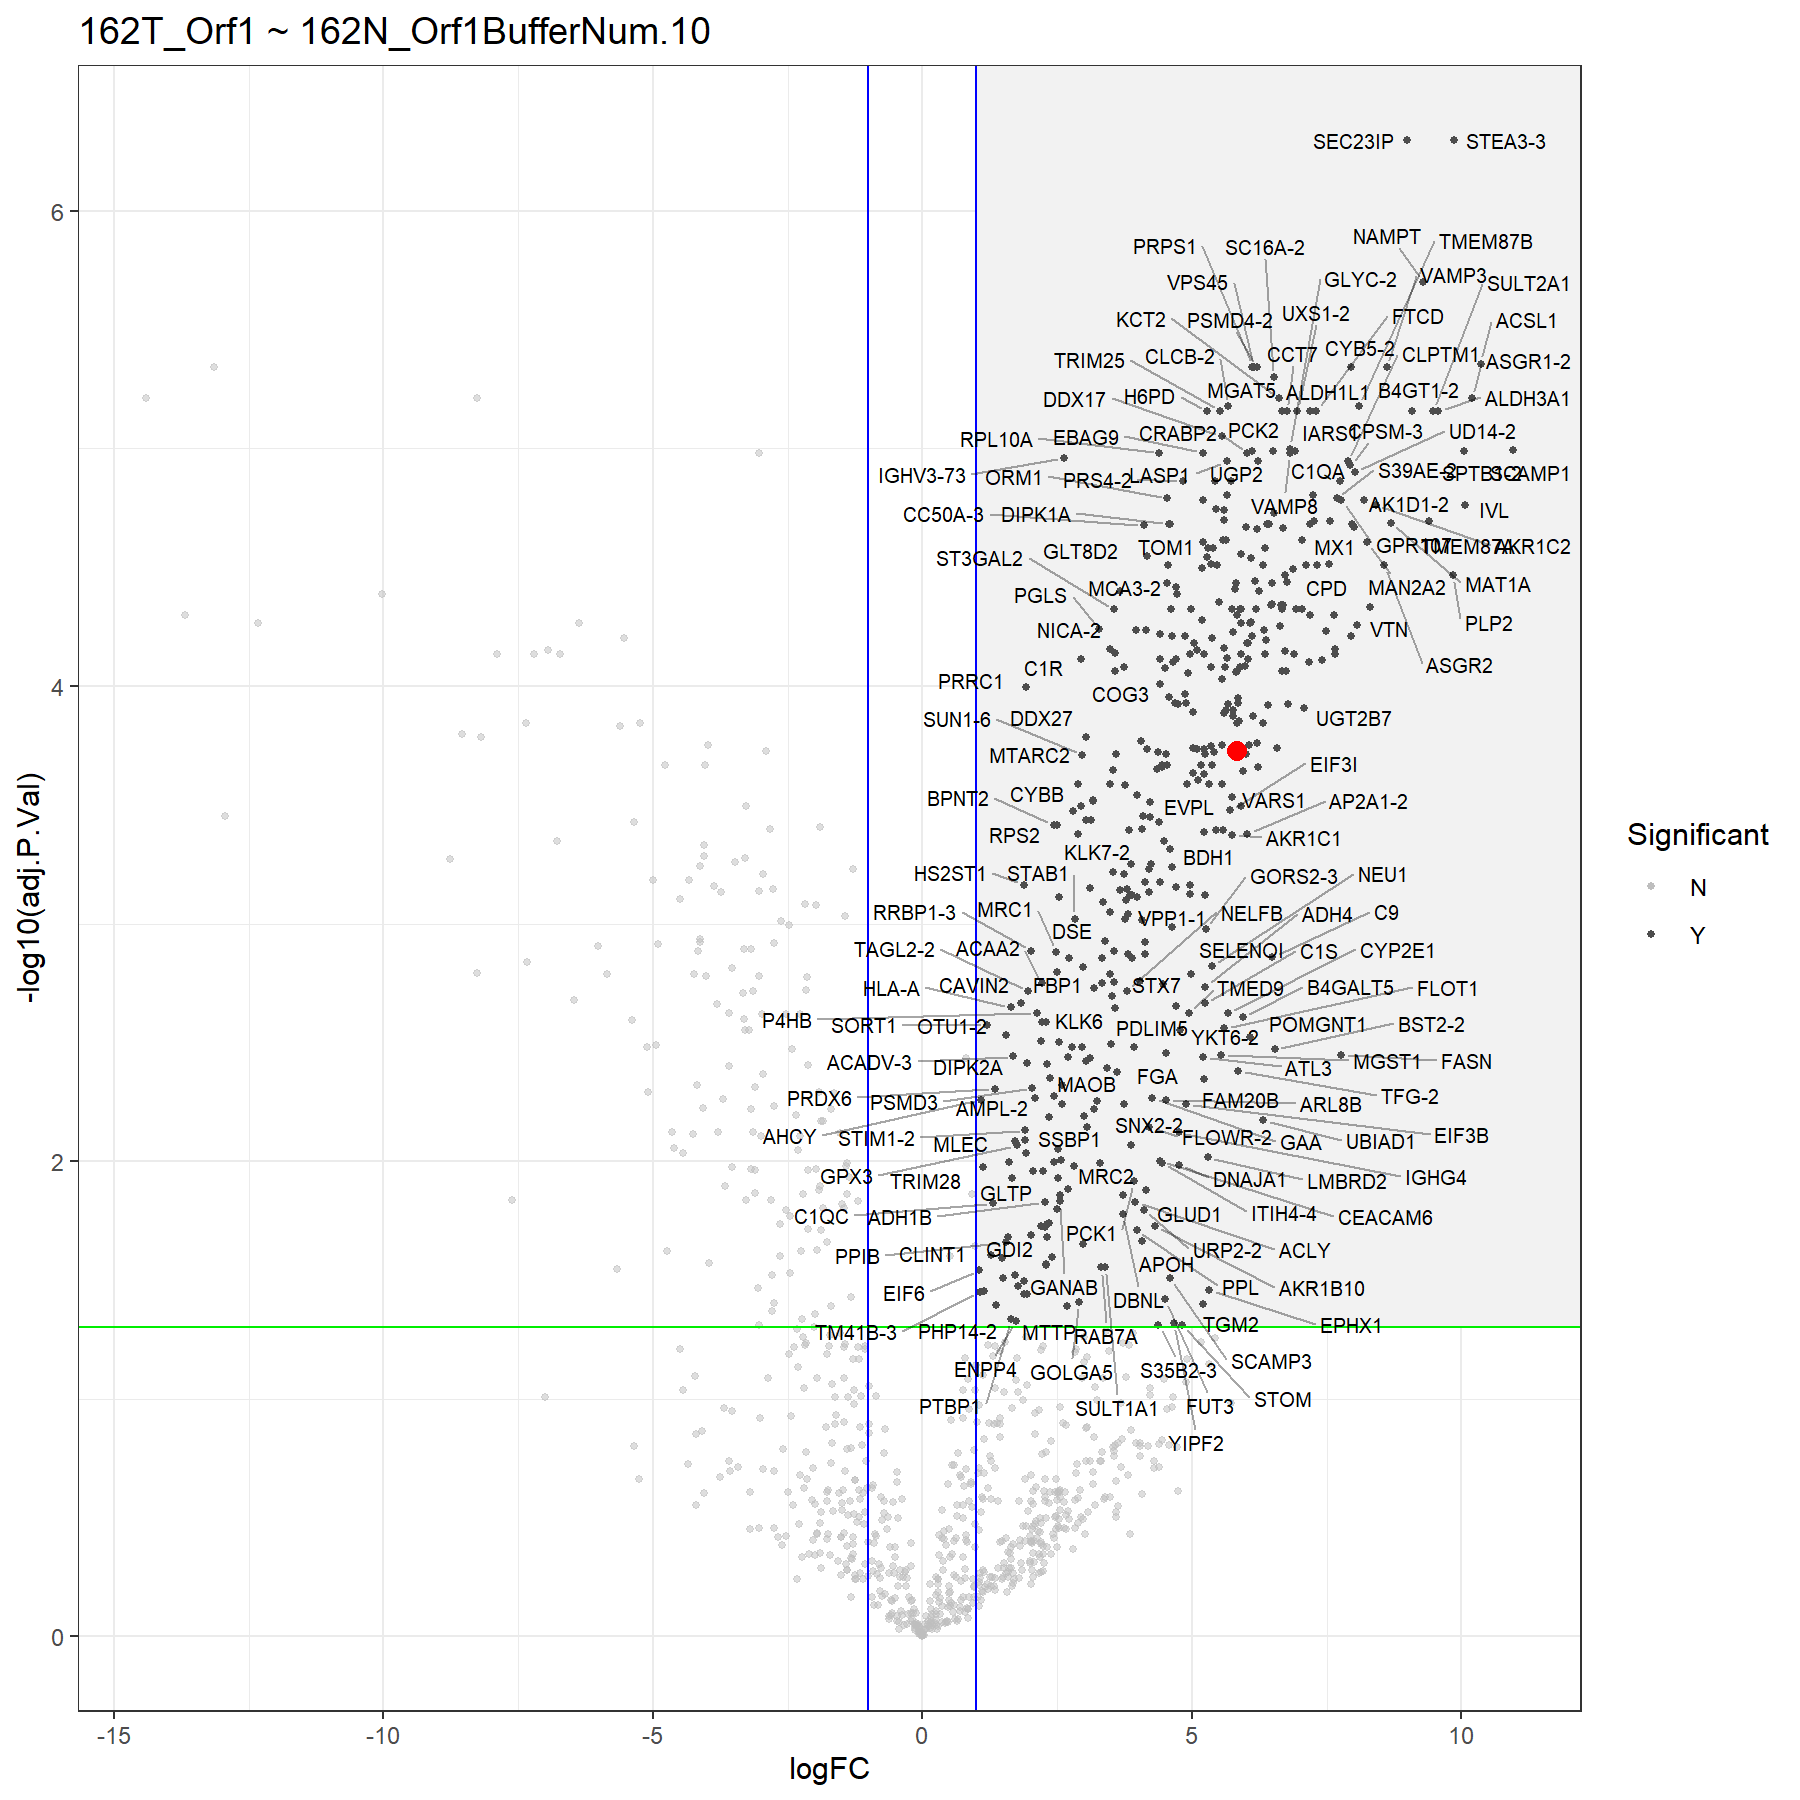 162T_Orf1 ~ 162N_Orf1BufferNum.10
SEC23IP
STEA3-3
NAMPT
TMEM87B
PRPS1
SC16A-2
VPS45
GLYC-2
VAMP3
SULT2A1
KCT2
PSMD4-2
UXS1-2
FTCD
ACSL1
TRIM25
CLCB-2
CCT7
CYB5-2
CLPTM1
ASGR1-2
DDX17
H6PD
MGAT5
ALDH1L1
B4GT1-2
ALDH3A1
RPL10A
EBAG9
CRABP2
PCK2
IARS1
CPSM-3
UD14-2
IGHV3-73
ORM1
PRS4-2
LASP1
UGP2
C1QA
S39AE-2
SPTB1-2
SCAMP1
CC50A-3
DIPK1A
VAMP8
AK1D1-2
IVL
ST3GAL2
GLT8D2
TOM1
MX1
GPR107
TMEM87A
AKR1C2
PGLS
MCA3-2
CPD
MAN2A2
MAT1A
NICA-2
VTN
PLP2
C1R
ASGR2
PRRC1
COG3
SUN1-6
DDX27
UGT2B7
MTARC2
EIF3I
BPNT2
CYBB
EVPL
VARS1
AP2A1-2
RPS2
AKR1C1
KLK7-2
BDH1
HS2ST1
STAB1
GORS2-3
NEU1
RRBP1-3
MRC1
VPP1-1
NELFB
ADH4
C9
DSE
TAGL2-2
ACAA2
SELENOI
C1S
CYP2E1
HLA-A
CAVIN2
FBP1
STX7
TMED9
B4GALT5
FLOT1
P4HB
SORT1
OTU1-2
KLK6
PDLIM5
YKT6-2
POMGNT1
BST2-2
ACADV-3
DIPK2A
ATL3
MGST1
FASN
PRDX6
PSMD3
AMPL-2
MAOB
FGA
FAM20B
ARL8B
TFG-2
AHCY
STIM1-2
MLEC
SSBP1
SNX2-2
FLOWR-2
GAA
UBIAD1
EIF3B
GPX3
TRIM28
GLTP
MRC2
DNAJA1
LMBRD2
IGHG4
C1QC
ADH1B
PCK1
GLUD1
ITIH4-4
CEACAM6
PPIB
CLINT1
GDI2
APOH
URP2-2
ACLY
EIF6
GANAB
DBNL
PPL
AKR1B10
TM41B-3
PHP14-2
MTTP
RAB7A
TGM2
EPHX1
ENPP4
GOLGA5
S35B2-3
SCAMP3
PTBP1
SULT1A1
FUT3
STOM
YIPF2
6
4
2
0
-15
-10
-5
0
5
10
logFC
-log10(adj.P.Val)
Significant
N
Y